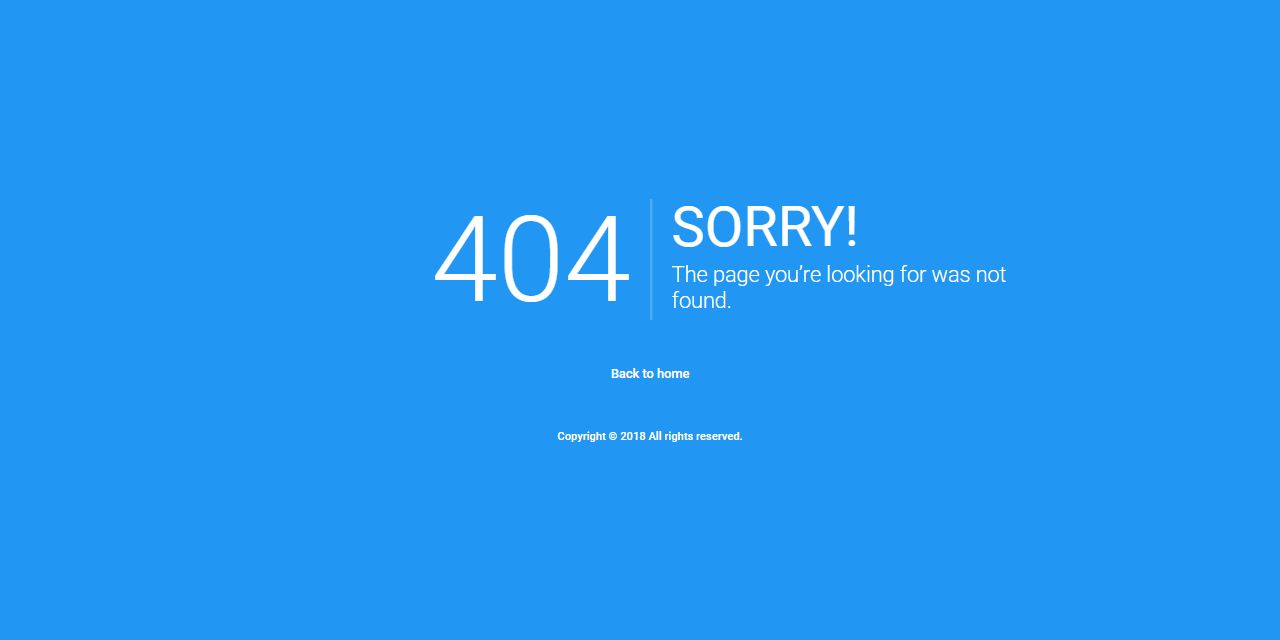 404
SORRY!
The page you’re looking for was not
found.
Back to home
Copyright © 2018 All rights reserved.